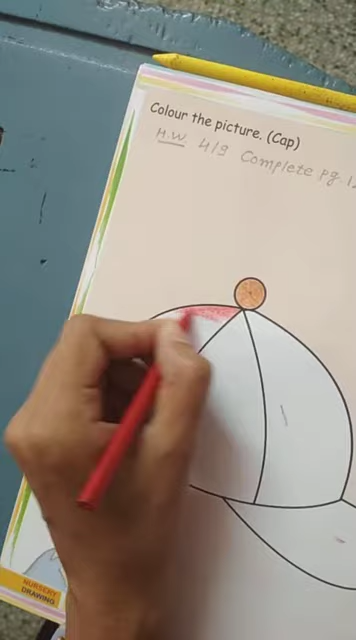 Colour the picture. (Cap)
H.W. 4/9 Complete pg.
NURSERY
DRAWING